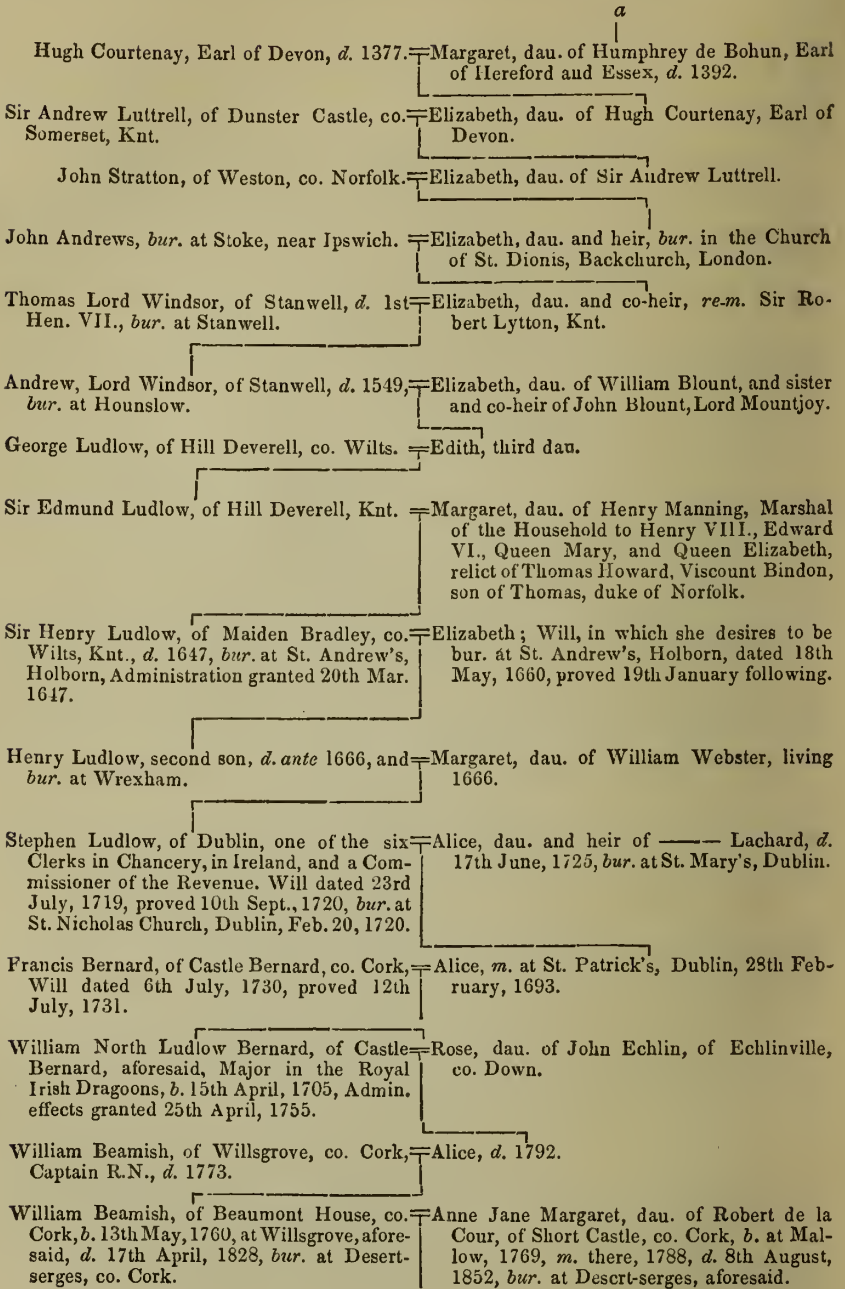 a
Hugh Courtenay, Earl of Devon, d. 1377.
Margaret, dau. of Humphrey de Bohun, Earl
of Hereford and Essex, d. 1392.
Sir Andrew Luttrell, of Dunster Castle, co.
Somerset, Knt.
Elizabeth, dau. of Hugh Courtenay, Earl of
Devon.
John Stratton, of Weston, co. Norfolk.
Elizabeth, dau. of Sir Andrew Luttrell.
John Andrews, bur. at Stoke, near Ipswich.
Elizabeth, dau. and heir, bur. in the Church
of St. Dionis, Backchurch, London.
Thomas Lord Windsor, of Stanwell, d. 1st
Hen. VII., bur. at Stanwell.
Elizabeth, dau. and co-heir, re-m. Sir Ro-
bert Lytton, Knt.
Andrew, Lord Windsor, of Stanwell, d. 1549,
bur. at Hounslow.
Elizabeth, dau. of William Blount, and sister
and co-heir of John Blount, Lord Mountjoy.
George Ludlow, of Hill Deverell, co. Wilts.
Edith, third dau.
Sir Edmund Ludlow, of Hill Deverell, Knt.
Margaret, dau. of Henry Manning, Marshal
of the Household to Henry VIII., Edward
VI., Queen Mary, and Queen Elizabeth,
relict of Thomas Howard, Viscount Bindon,
son of Thomas, duke of Norfolk.
Sir Henry Ludlow, of Maiden Bradley, co.
Wilts, Knt., d. 1647, bur. at St. Andrew's,
Holborn, Administration granted 20th Mar.
1647.
Elizabeth; Will, in which she desires to be
bur. at St. Andrew's, Holborn, dated 18th
May, 1660, proved 19th January following.
Henry Ludlow, second son, d. ante 1666, and
bur. at Wrexham.
Margaret, dau. of William Webster, living
1666.
Stephen Ludlow, of Dublin, one of the six
Clerks in Chancery, in Ireland, and a Com-
missioner of the Revenue. Will dated 23rd
July, 1719, proved 10th Sept., 1720, bur. at
St. Nicholas Church, Dublin, Feb. 20, 1720.
Alice, dau. and heir of ——— Lachard, d.
17th June, 1725, bur. at St. Mary's, Dublin.
Francis Bernard, of Castle Bernard, co. Cork,
Will dated 6th July, 1730, proved 12th
July, 1731.
Alice, m. at St. Patrick's, Dublin, 28th Feb-
ruary, 1693.
William North Ludlow Bernard, of Castle
Bernard, aforesaid, Major in the Royal
Irish Dragoons, b. 15th April, 1705, Admin.
effects granted 25th April, 1755.
Rose, dau. of John Echlin, of Echlinville,
co. Down.
William Beamish, of Willsgrove, co. Cork,
Captain R.N., d. 1773.
Alice, d. 1792.
William Beamish, of Beaumont House, co.
Cork, b. 13th May, 1760, at Willsgrove, afore-
said, d. 17th April, 1828, bur. at Desert-
serges, co. Cork.
Anne Jane Margaret, dau. of Robert de la
Cour, of Short Castle, co. Cork, b. at Mal-
low, 1769, m. there, 1788, d. 8th August,
1852, bur. at Desert-serges, aforesaid.